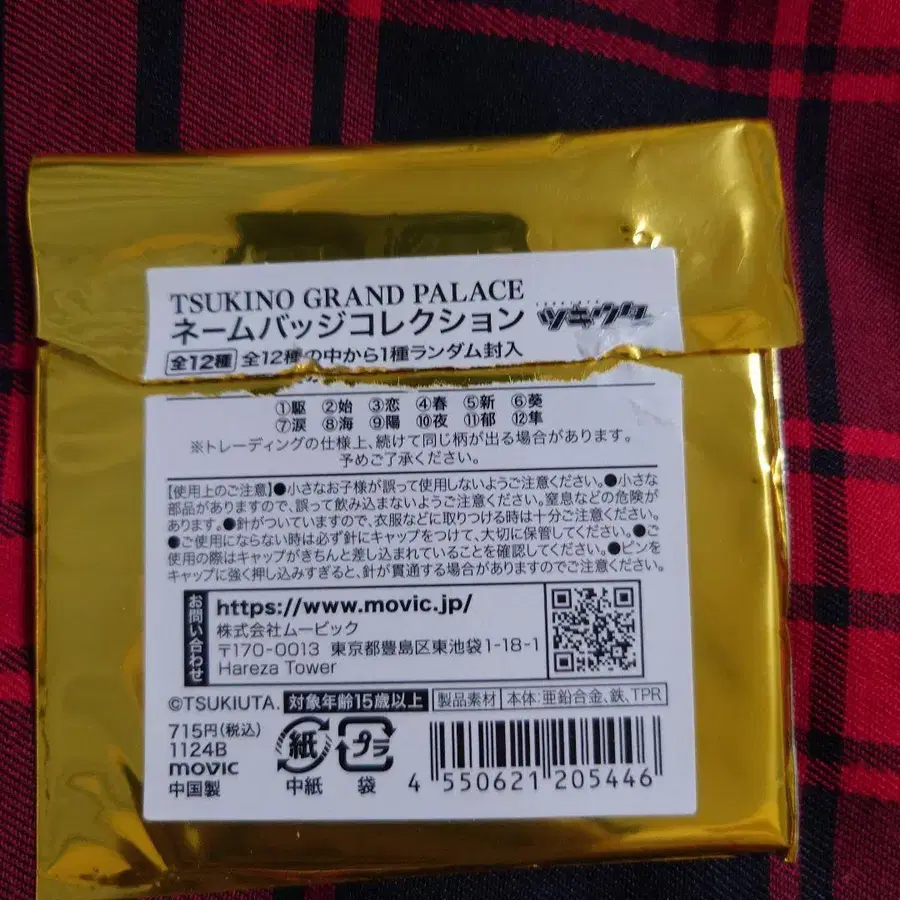 TSUKINO GRAND PALACE
ネームバッジコレクション
ツキウタ
全12種 全12種の中から1種ランダム封入
①駆 ②始 ③恋 ④春 ⑤新 ⑥葵
⑦涙 ⑧海 ⑨陽 ⑩夜 ⑪郁 ⑫隼
※トレーディングの仕様上、続けて同じ柄が出る場合があります。
予めご了承ください。
【使用上のご注意】●小さなお子様が誤って使用しないようご注意ください。●小さな
部品がありますので、誤って飲み込まないようご注意ください。窒息などの危険が
あります。●針がついていますので、衣服などに取りつける時は十分ご注意ください。
●ご使用にならない時は必ず針にキャップをつけて、大切に保管してください。●ご
使用の際はキャップがきちんと差し込まれていることを確認してください。●ピンを
キャップに強く押し込みすぎると、針が貫通する場合がありますのでご注意ください。
お問い合わせ
https://www.movic.jp/
株式会社ムービック
〒170-0013 東京都豊島区東池袋1-18-1
Hareza Tower
©TSUKIUTA. 対象年齢15歳以上 製品素材 本体:亜鉛合金、鉄、TPR
715円(税込)
1124B
movic
中国製
紙
中紙
プラ
袋
4 550621 205446